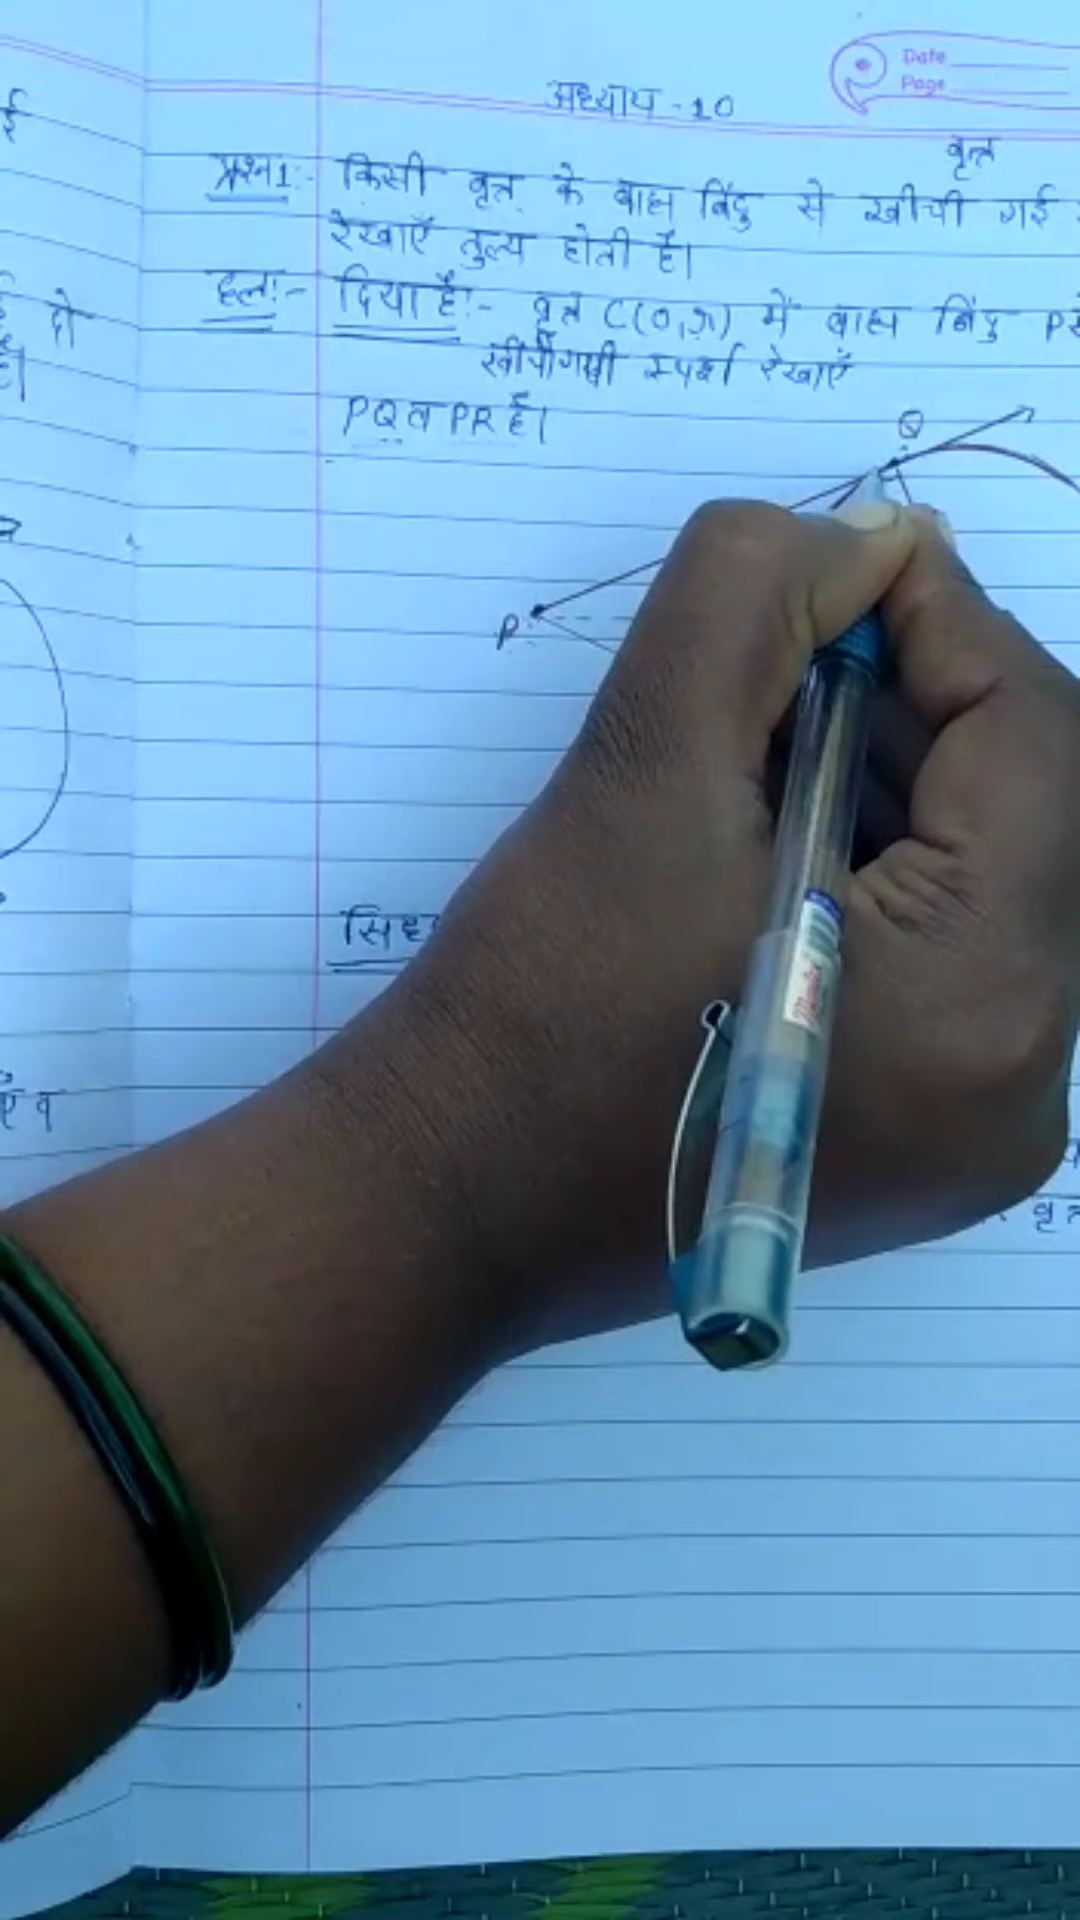 Date
Page
अध्याय - 10
वृत्त
प्रश्न1:- किसी वृत्त के बाह्य बिंदु से खींची गई
रेखाएँ तुल्य होती है।
हल:- दिया है:- वृत्त C(O,r) में बाह्य बिंदु P से
खींची गयी स्पर्श रेखाएँ
PQ व PR है।
Q
P
सिद्ध
ई
दो
है।
एँ व
वृत्त